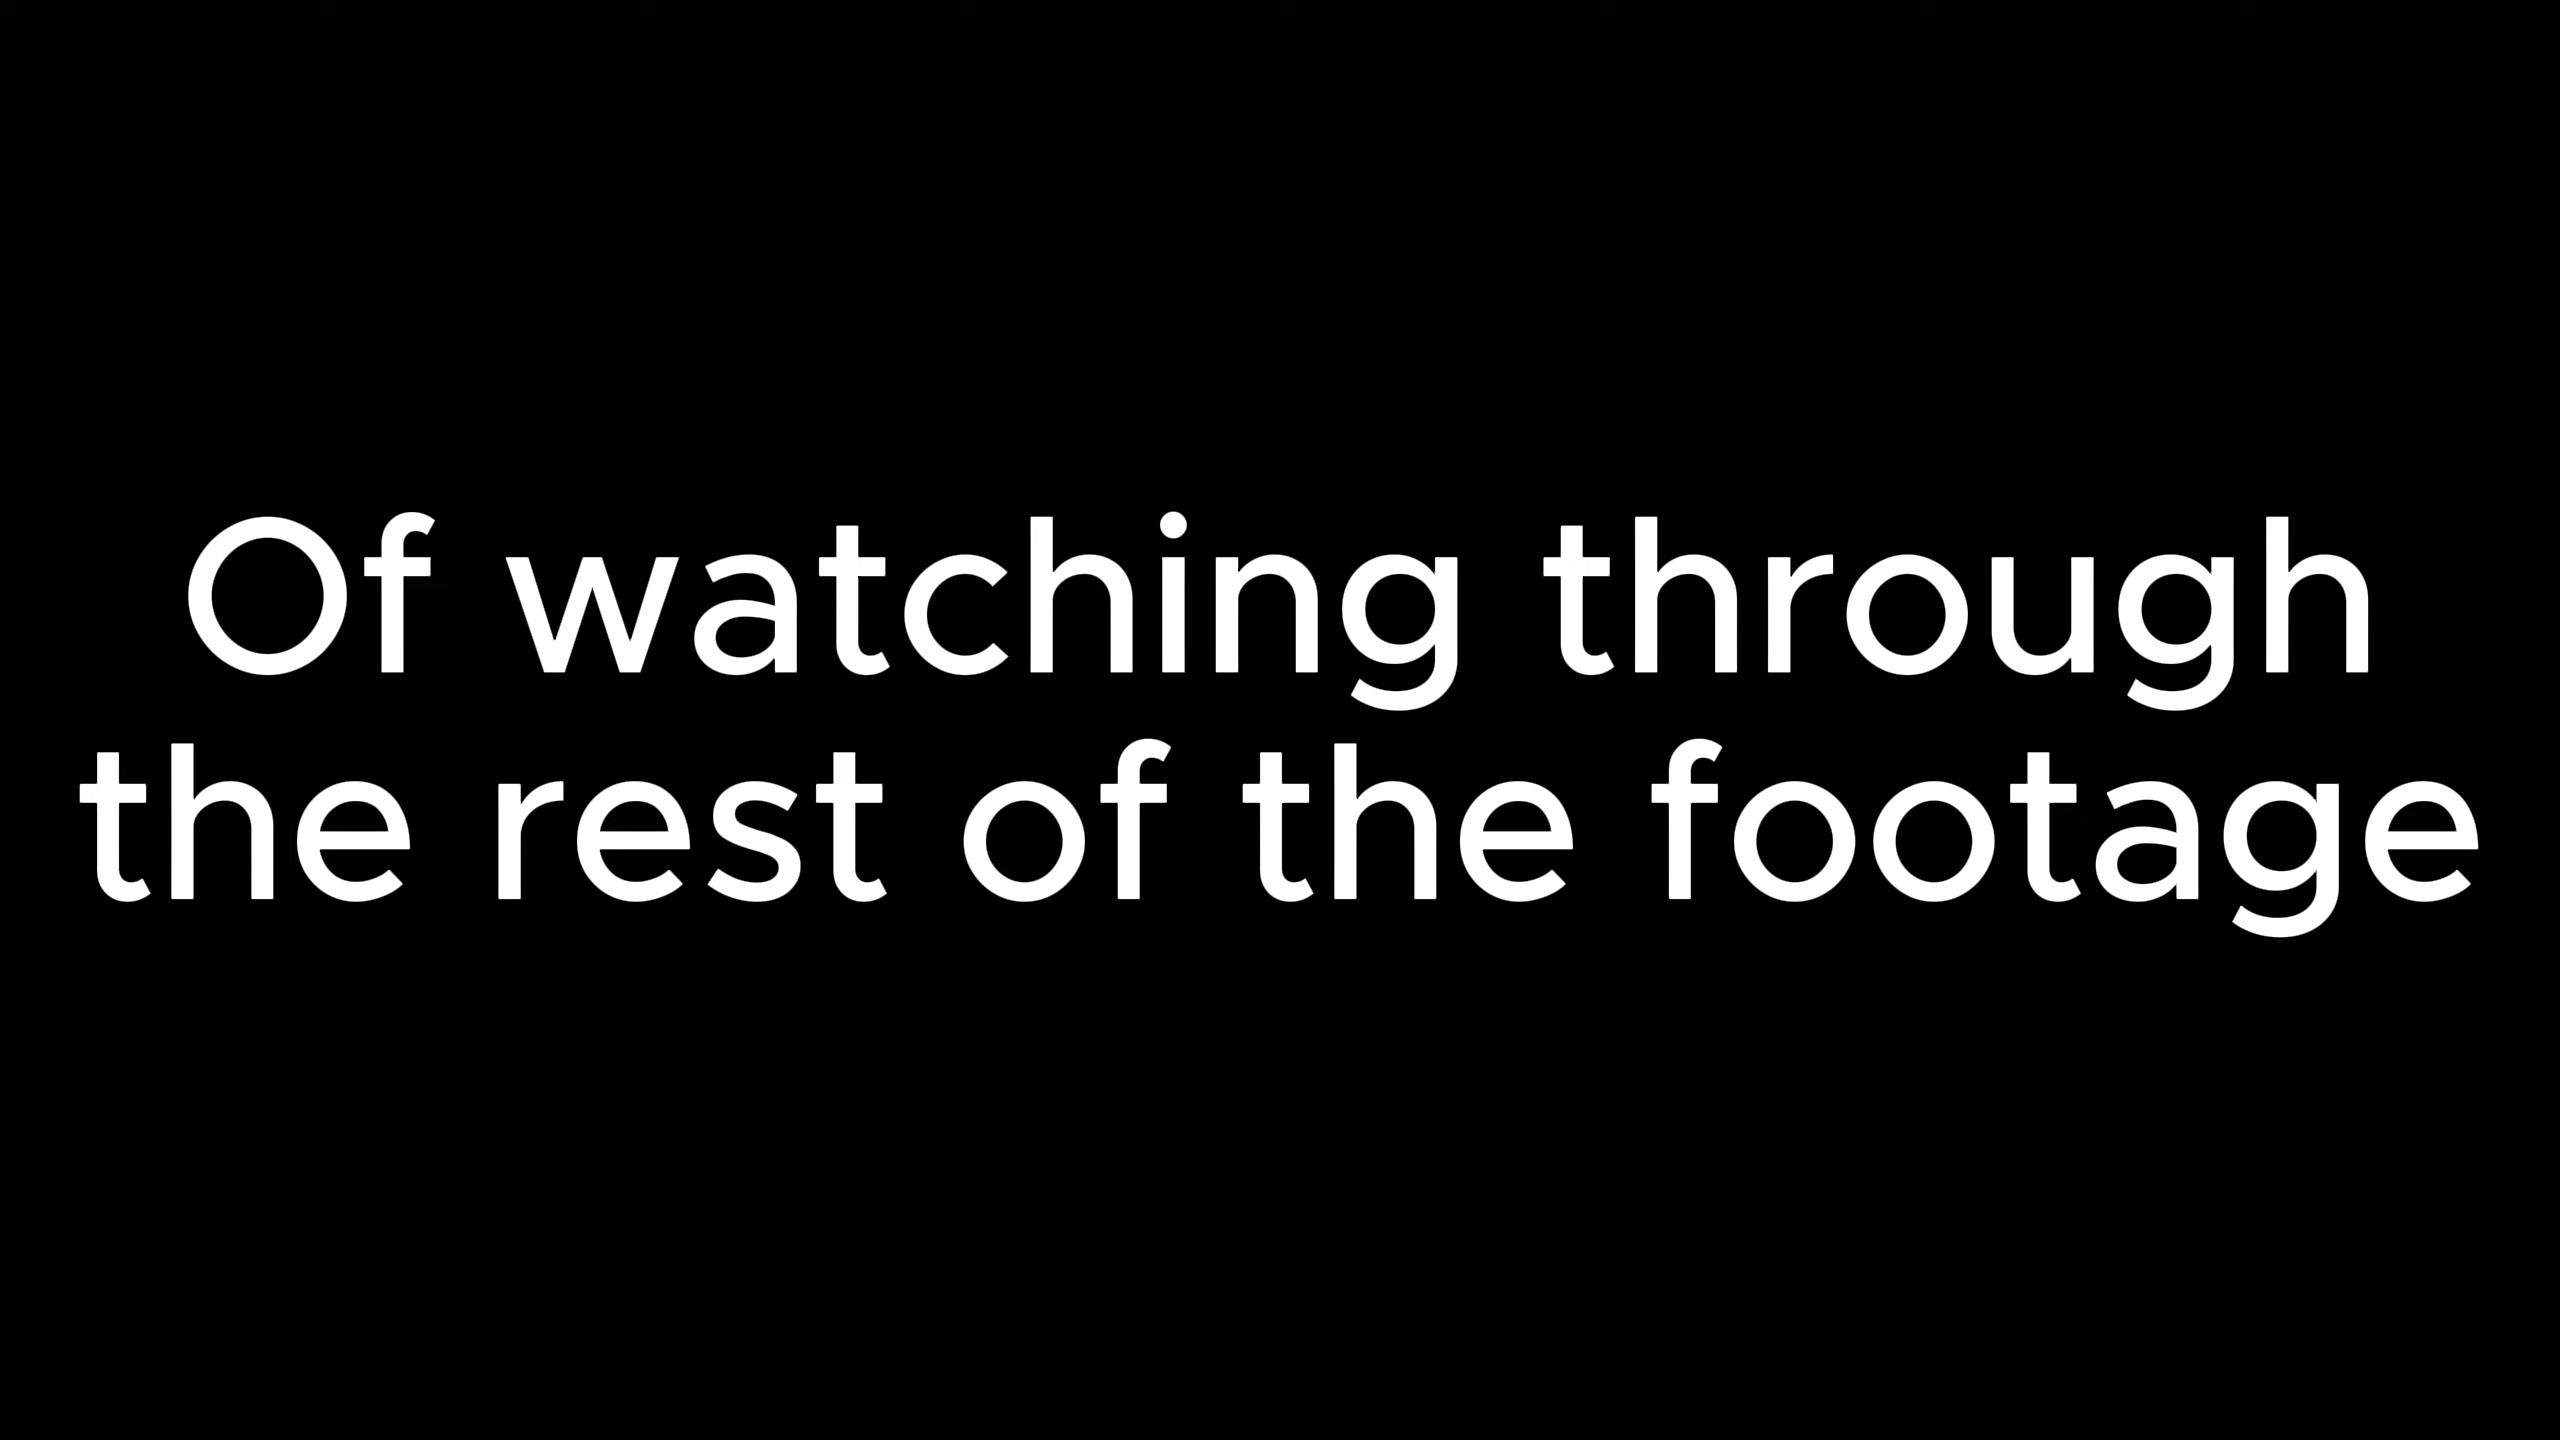 Of watching through
the rest of the footage